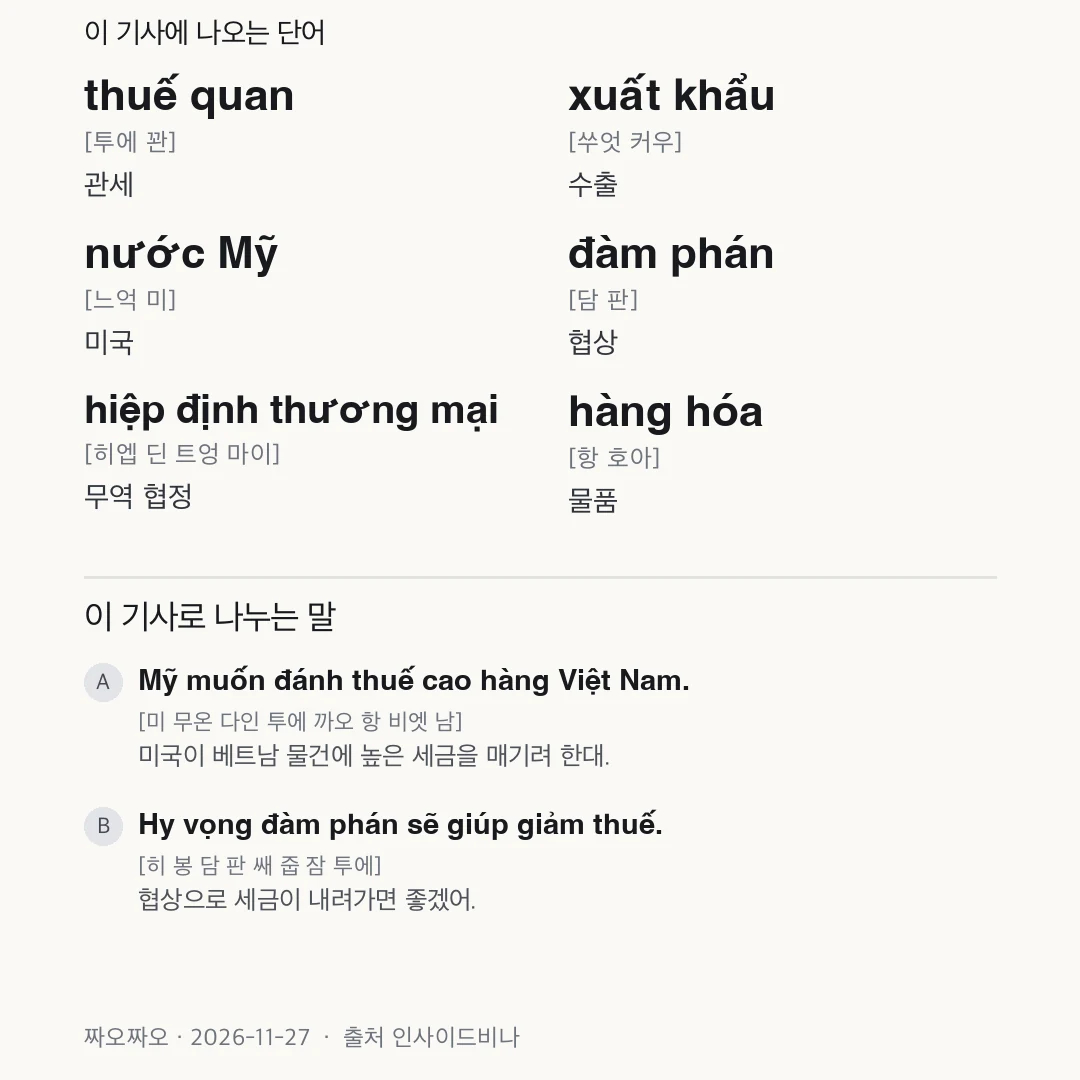 이 기사에 나오는 단어
thuế quan
[투에 꽌]
관세
xuất khẩu
[쑤엇 커우]
수출
nước Mỹ
[느억 미]
미국
đàm phán
[담 판]
협상
hiệp định thương mại
[히엡 딘 트엉 마이]
무역 협정
hàng hóa
[항 호아]
물품
이 기사로 나누는 말
A Mỹ muốn đánh thuế cao hàng Việt Nam.
[미 무온 다인 투에 까오 항 비엣 남]
미국이 베트남 물건에 높은 세금을 매기려 한대.
B Hy vọng đàm phán sẽ giúp giảm thuế.
[히 봉 담 판 쌔 줍 잠 투에]
협상으로 세금이 내려가면 좋겠어.
짜오짜오 · 2026-11-27 · 출처 인사이드비나